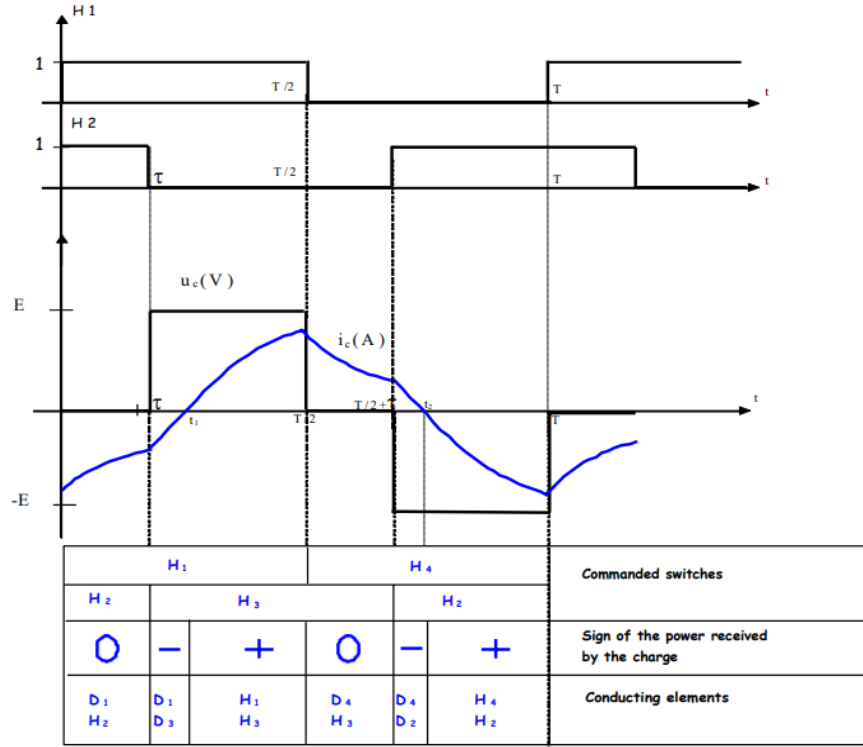 H 1
1
T /2
T
t
H 2
1
τ
T/2
T
t
u c (V)
E
i c (A)
τ
t 1
T/2
T/2+τ
t 2
T
t
-E
H 1 H 4 Commanded switches
H 2 H 3 H 2
O − + O − + Sign of the power received
by the charge
D 1 D 1 H 1 D 4 D 4 H 4 Conducting elements
H 2 D 3 H 3 H 3 D 2 H 2